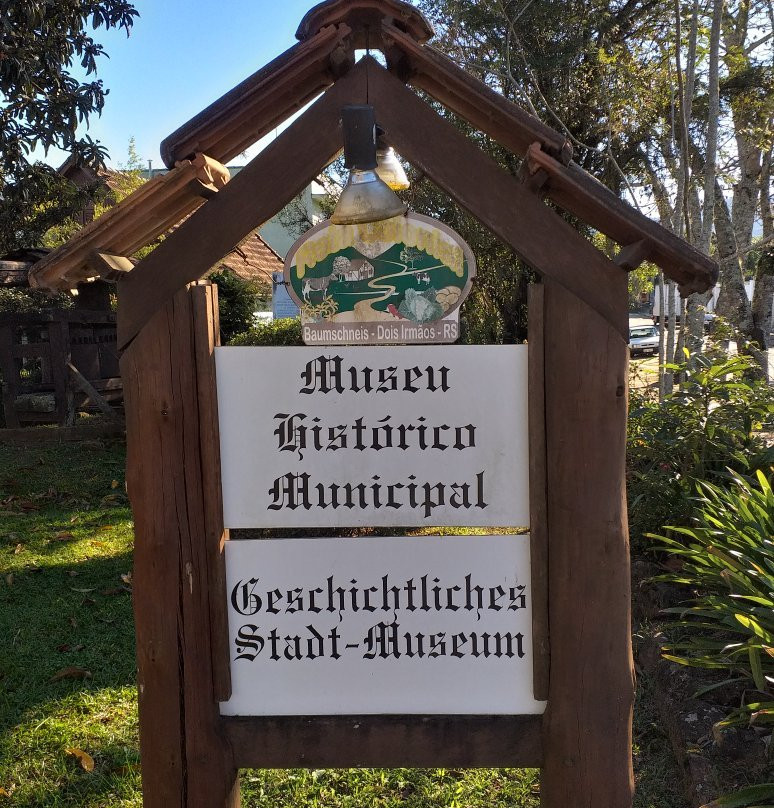 Baumschneis - Dois Irmãos - RS
Museu
Histórico
Municipal
Geschichtliches
Stadt-Museum